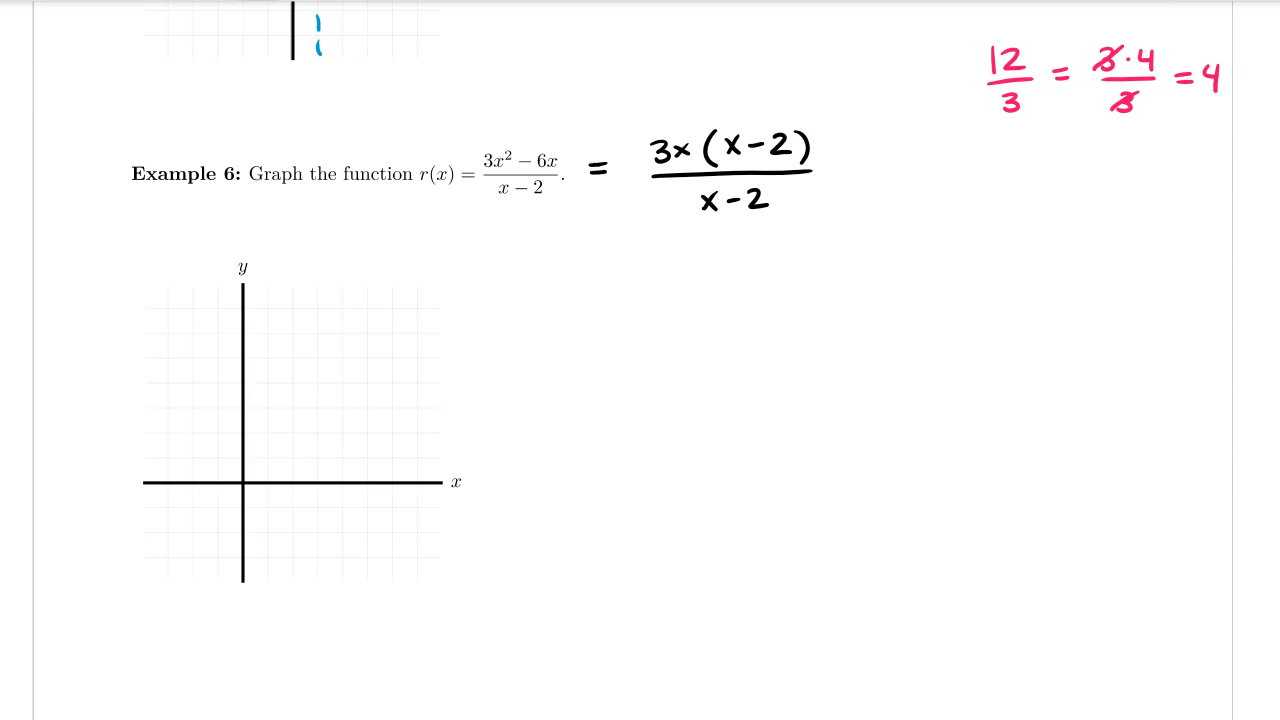 12/3 = 3·4/3 = 4
Example 6: Graph the function r(x) = (3x² − 6x)/(x − 2). = 3x(x−2)/(x−2)
y
x